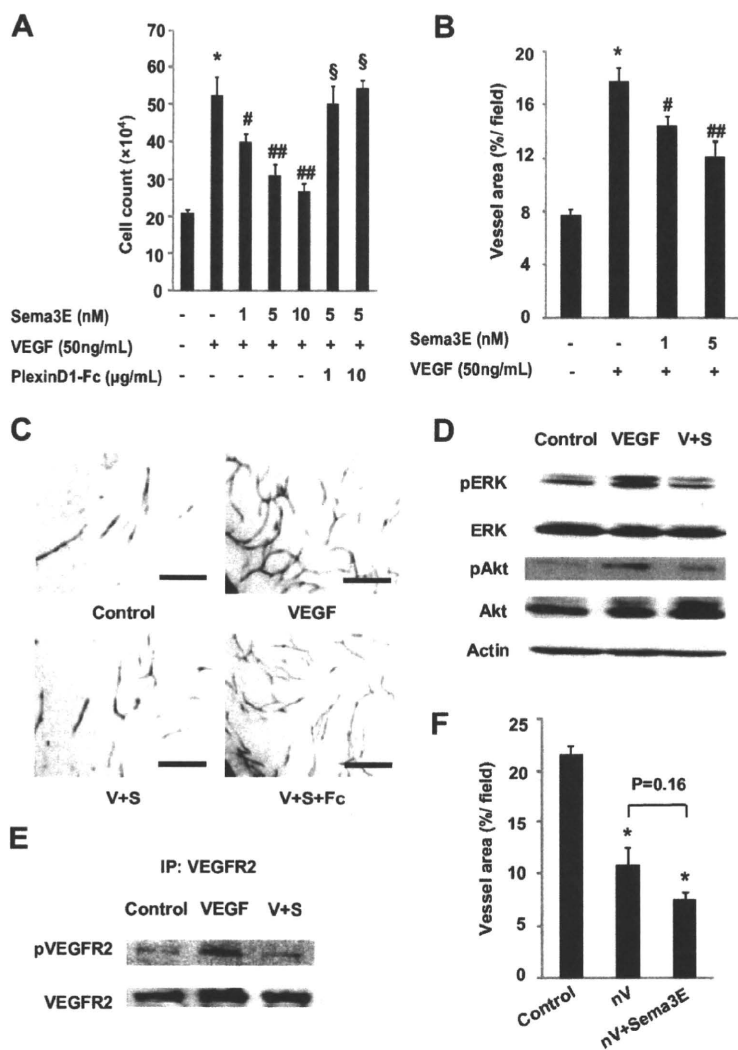 A
Cell count (×10⁴)
70
60
50
40
30
20
10
0
*
#
##
##
§
§
Sema3E (nM) - - 1 5 10 5 5
VEGF (50ng/mL) - + + + + + +
PlexinD1-Fc (µg/mL) - - - - - 1 10
B
Vessel area (%/ field)
20
16
12
8
4
0
*
#
##
Sema3E (nM) - - 1 5
VEGF (50ng/mL) - + + +
C
Control
VEGF
V+S
V+S+Fc
D
Control VEGF V+S
pERK
ERK
pAkt
Akt
Actin
E
IP: VEGFR2
Control VEGF V+S
pVEGFR2
VEGFR2
F
Vessel area (%/ field)
25
20
15
10
5
0
P=0.16
*
*
Control
nV
nV+Sema3E